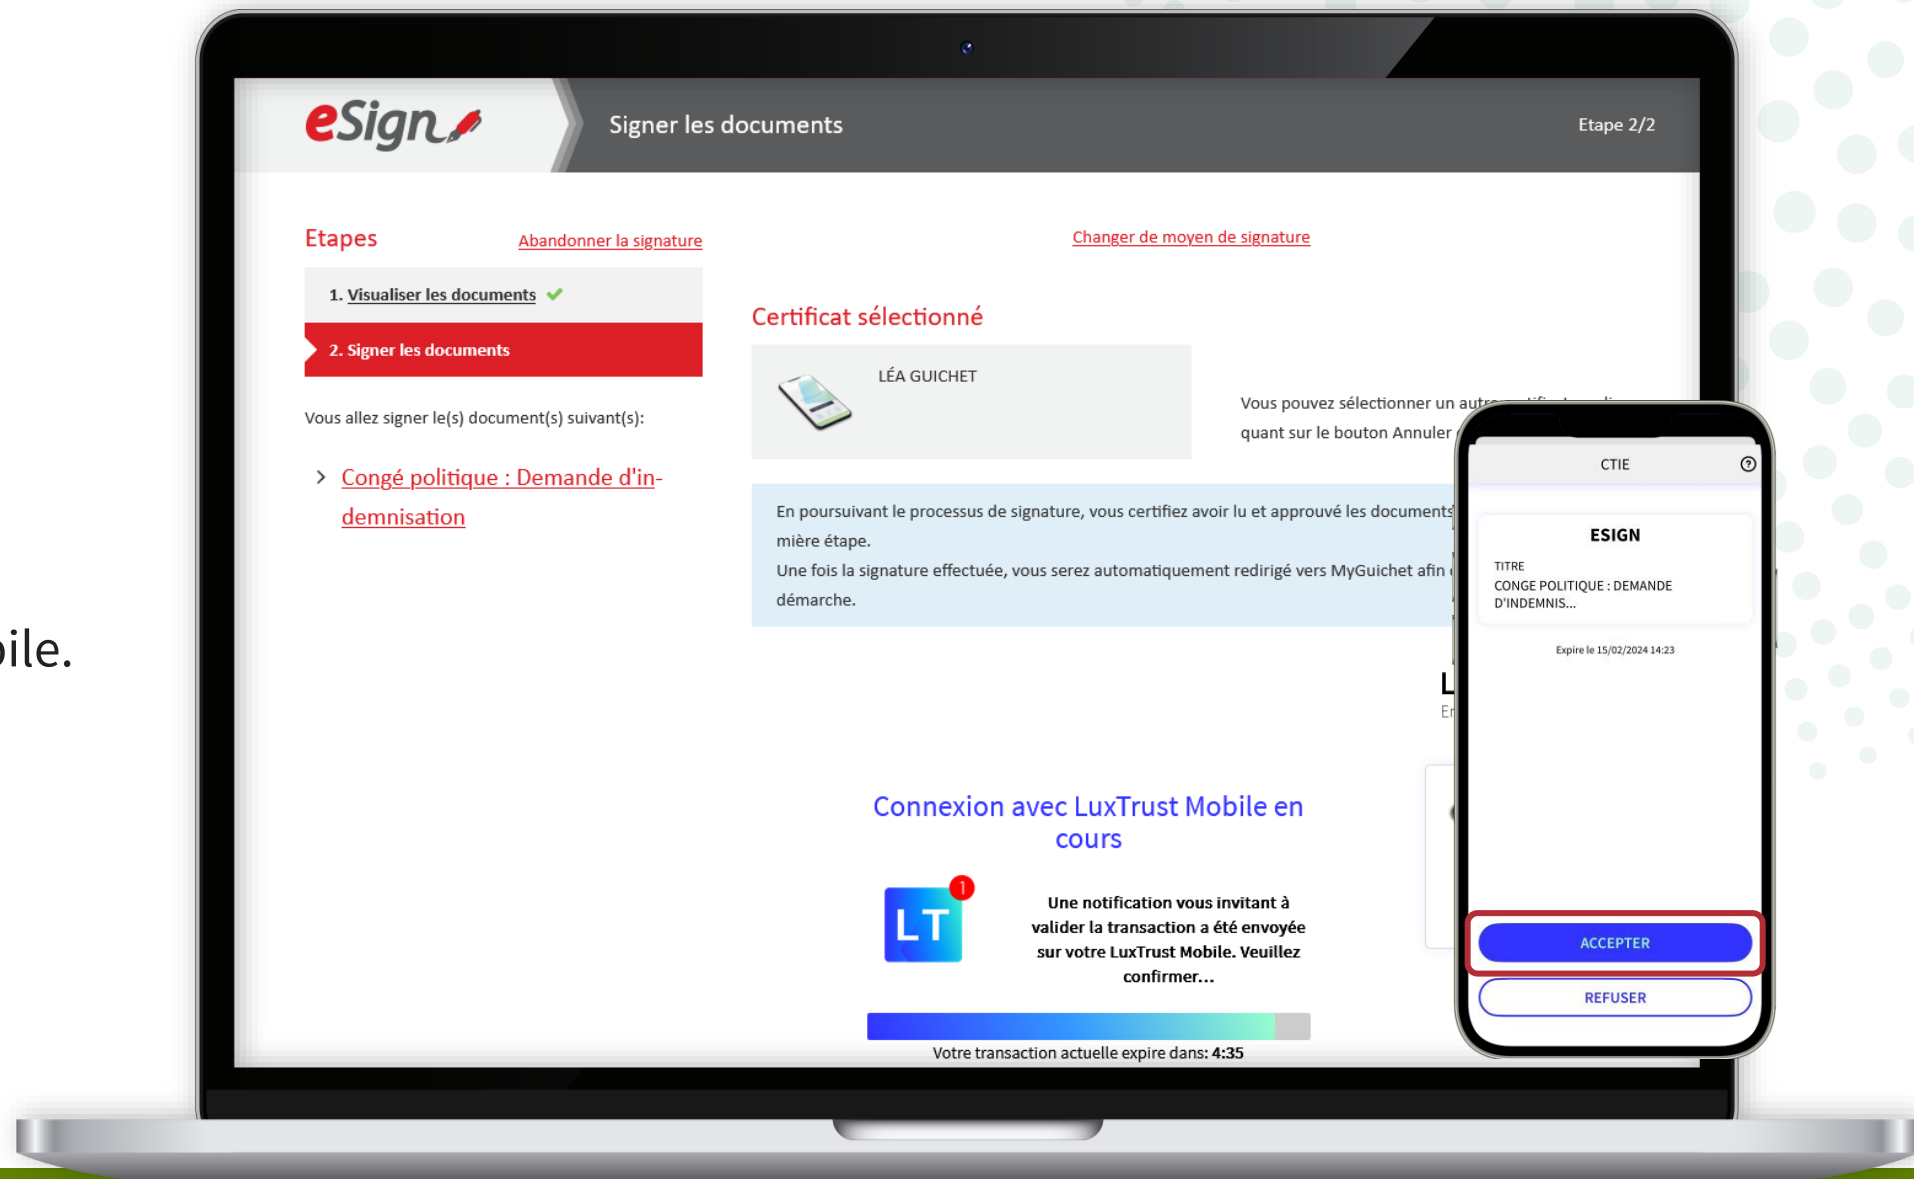 eSign
Signer les documents
Etape 2/2
Etapes
Abandonner la signature
Changer de moyen de signature
1. Visualiser les documents
2. Signer les documents
Vous allez signer le(s) document(s) suivant(s):
Congé politique : Demande d'in-
demnisation
Certificat sélectionné
LÉA GUICHET
Vous pouvez sélectionner un
quant sur le bouton Annuler
En poursuivant le processus de signature, vous certifiez avoir lu et approuvé les documents
mière étape.
Une fois la signature effectuée, vous serez automatiquement redirigé vers MyGuichet afin
démarche.
Connexion avec LuxTrust Mobile en
cours
LT
1
Une notification vous invitant à
valider la transaction a été envoyée
sur votre LuxTrust Mobile. Veuillez
confirmer...
Votre transaction actuelle expire dans: 4:35
CTIE
ESIGN
TITRE
CONGE POLITIQUE : DEMANDE
D'INDEMNIS...
Expire le 15/02/2024 14:23
ACCEPTER
REFUSER